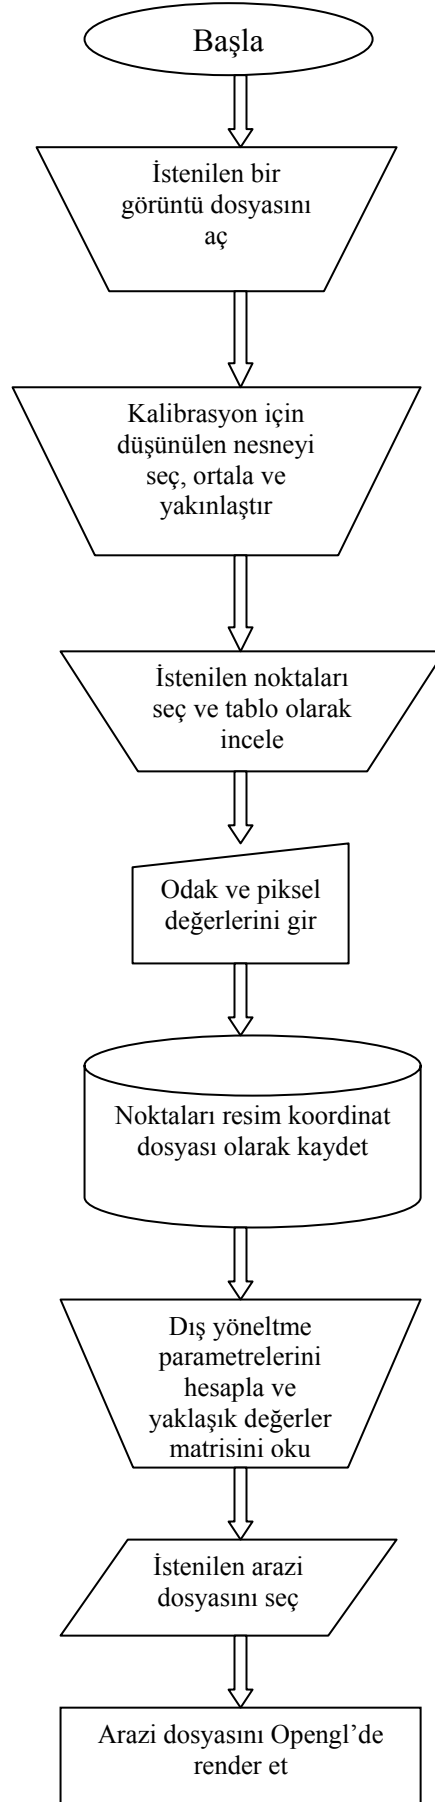 Başla
İstenilen bir
görüntü dosyasını
aç
Kalibrasyon için
düşünülen nesneyi
seç, ortala ve
yakınlaştır
İstenilen noktaları
seç ve tablo olarak
incele
Odak ve piksel
değerlerini gir
Noktaları resim koordinat
dosyası olarak kaydet
Dış yöneltme
parametrelerini
hesapla ve
yaklaşık değerler
matrisini oku
İstenilen arazi
dosyasını seç
Arazi dosyasını Opengl’de
render et